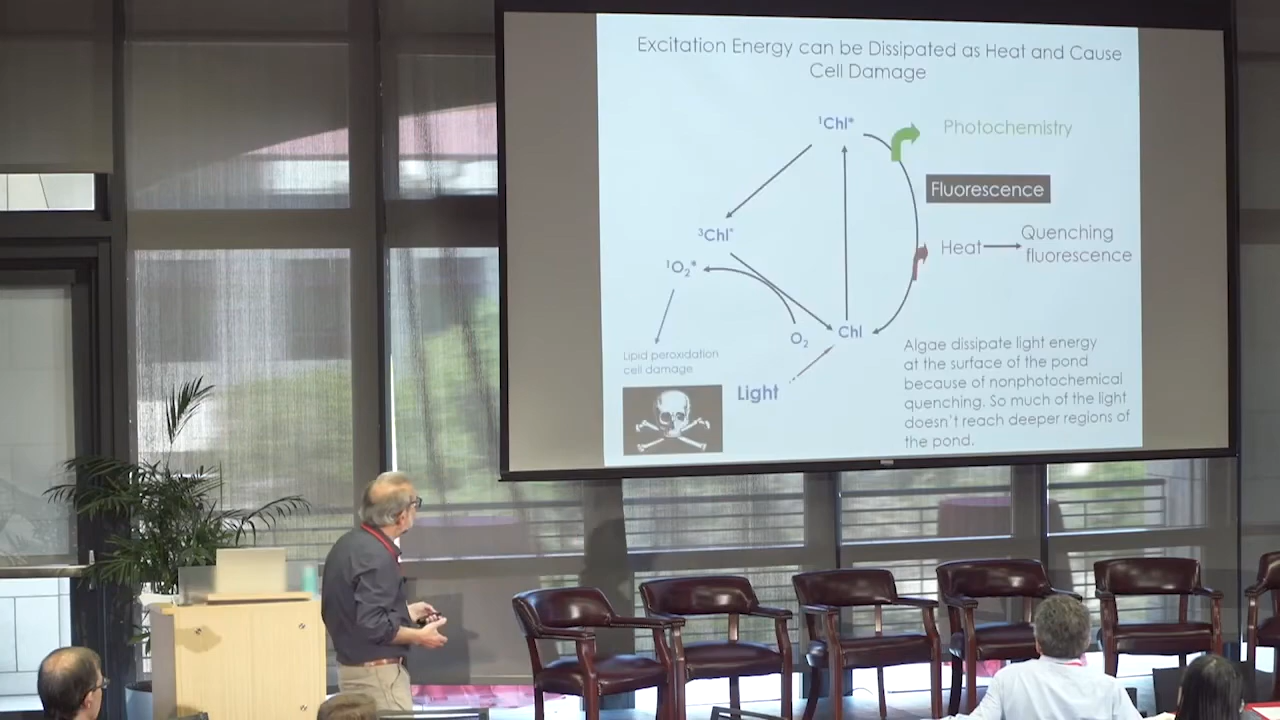 Excitation Energy can be Dissipated as Heat and Cause
Cell Damage
¹Chl*
Photochemistry
Fluorescence
³Chl*
Heat
Quenching
fluorescence
¹O₂*
O₂
Chl
Lipid peroxidation
cell damage
Light
Algae dissipate light energy
at the surface of the pond
because of nonphotochemical
quenching. So much of the light
doesn't reach deeper regions of
the pond.